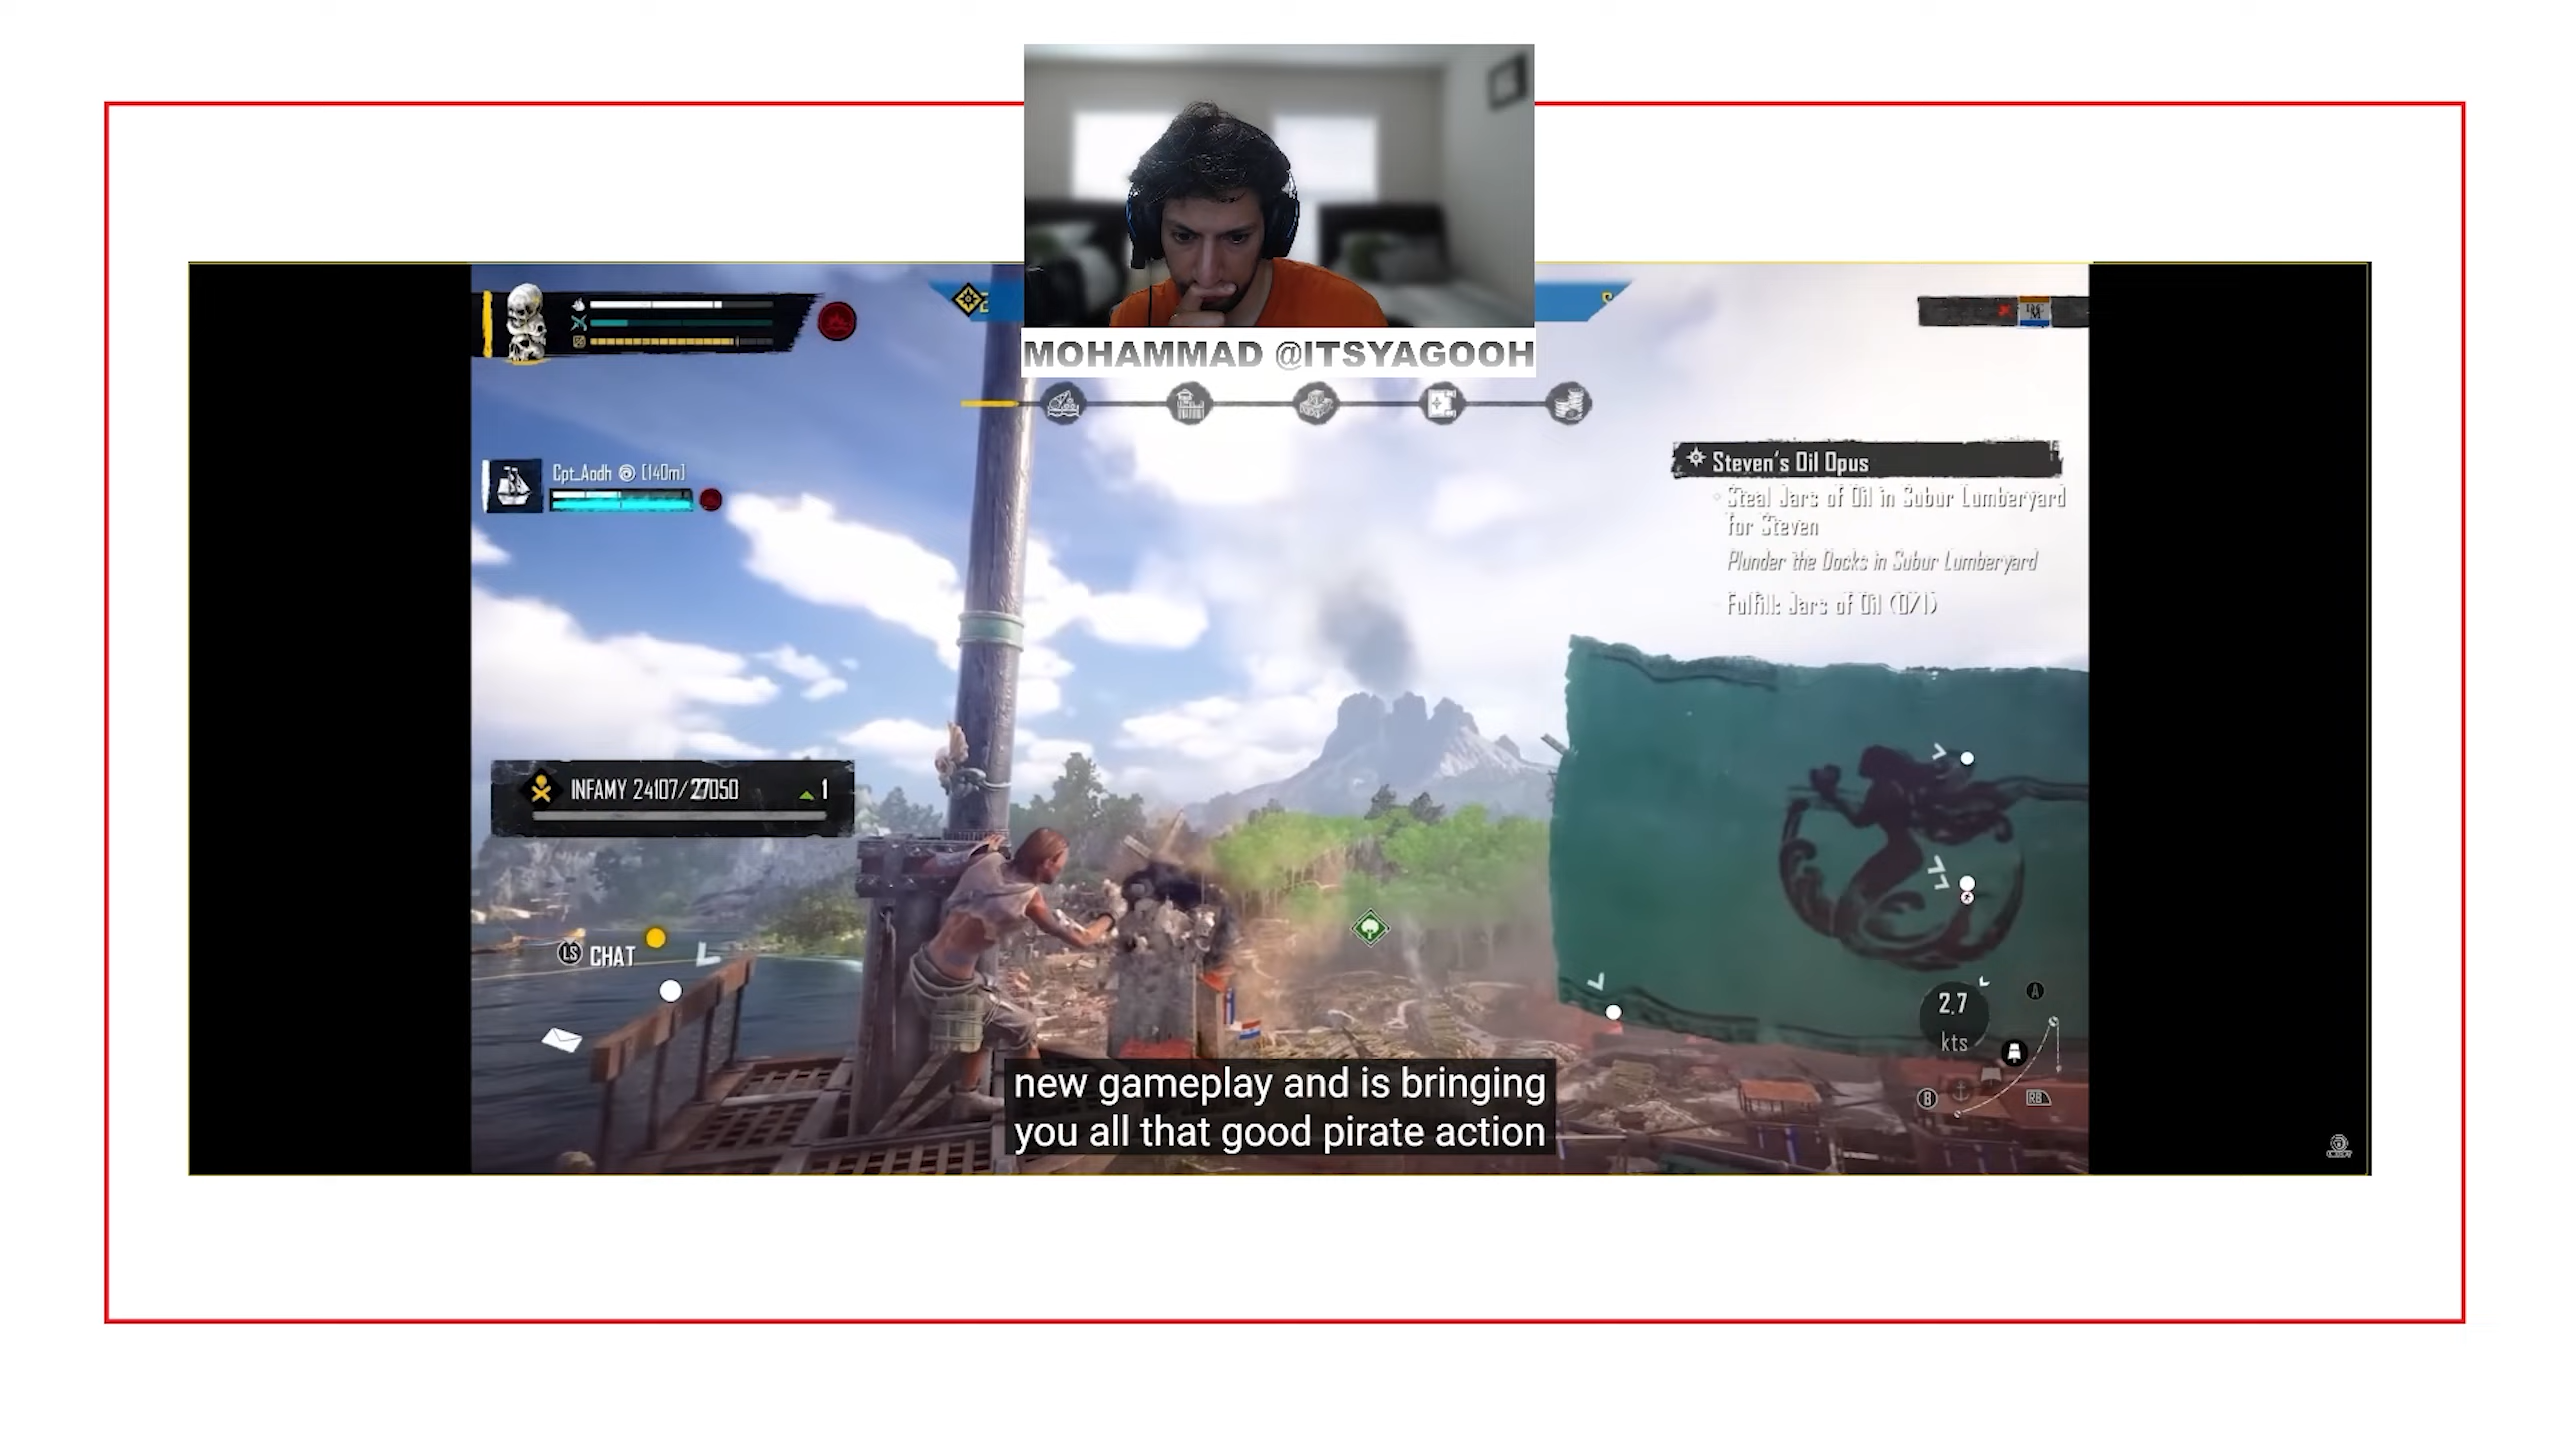 MOHAMMAD @ITSYAGOOH
Cpt_Aodh @ [140m]
Steven's Oil Opus
Steal Jars of Oil in Subur Lumberyard
for Steven
Plunder the Docks in Subur Lumberyard
Fulfill: Jars of Oil (0/1)
INFAMY 24107/27050 1
LS CHAT
A
2.7
kts
B
RB
new gameplay and is bringing
you all that good pirate action